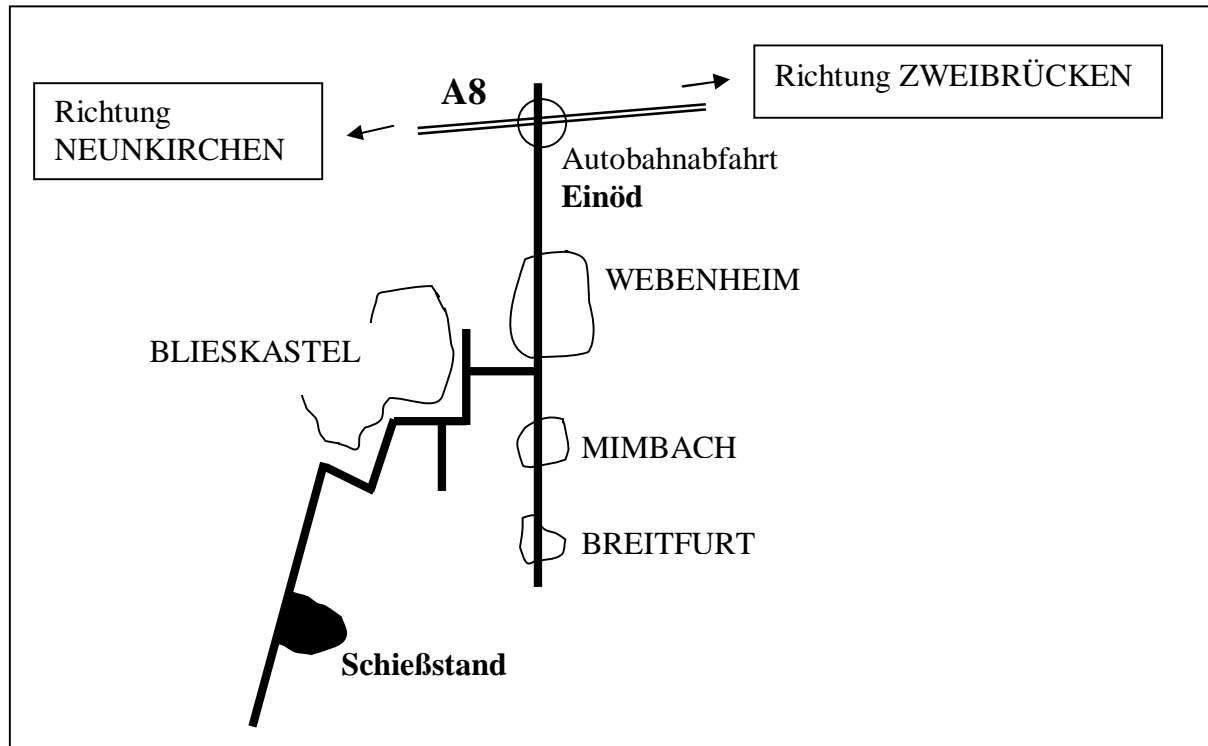 A8
Richtung ZWEIBRÜCKEN
Richtung
NEUNKIRCHEN
Autobahnabfahrt
Einöd
WEBENHEIM
BLIESKASTEL
MIMBACH
BREITFURT
Schießstand